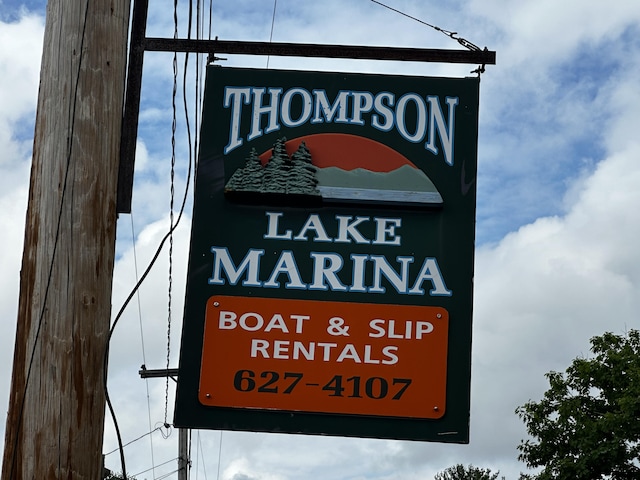 THOMPSON
LAKE
MARINA
BOAT & SLIP
RENTALS
627-4107